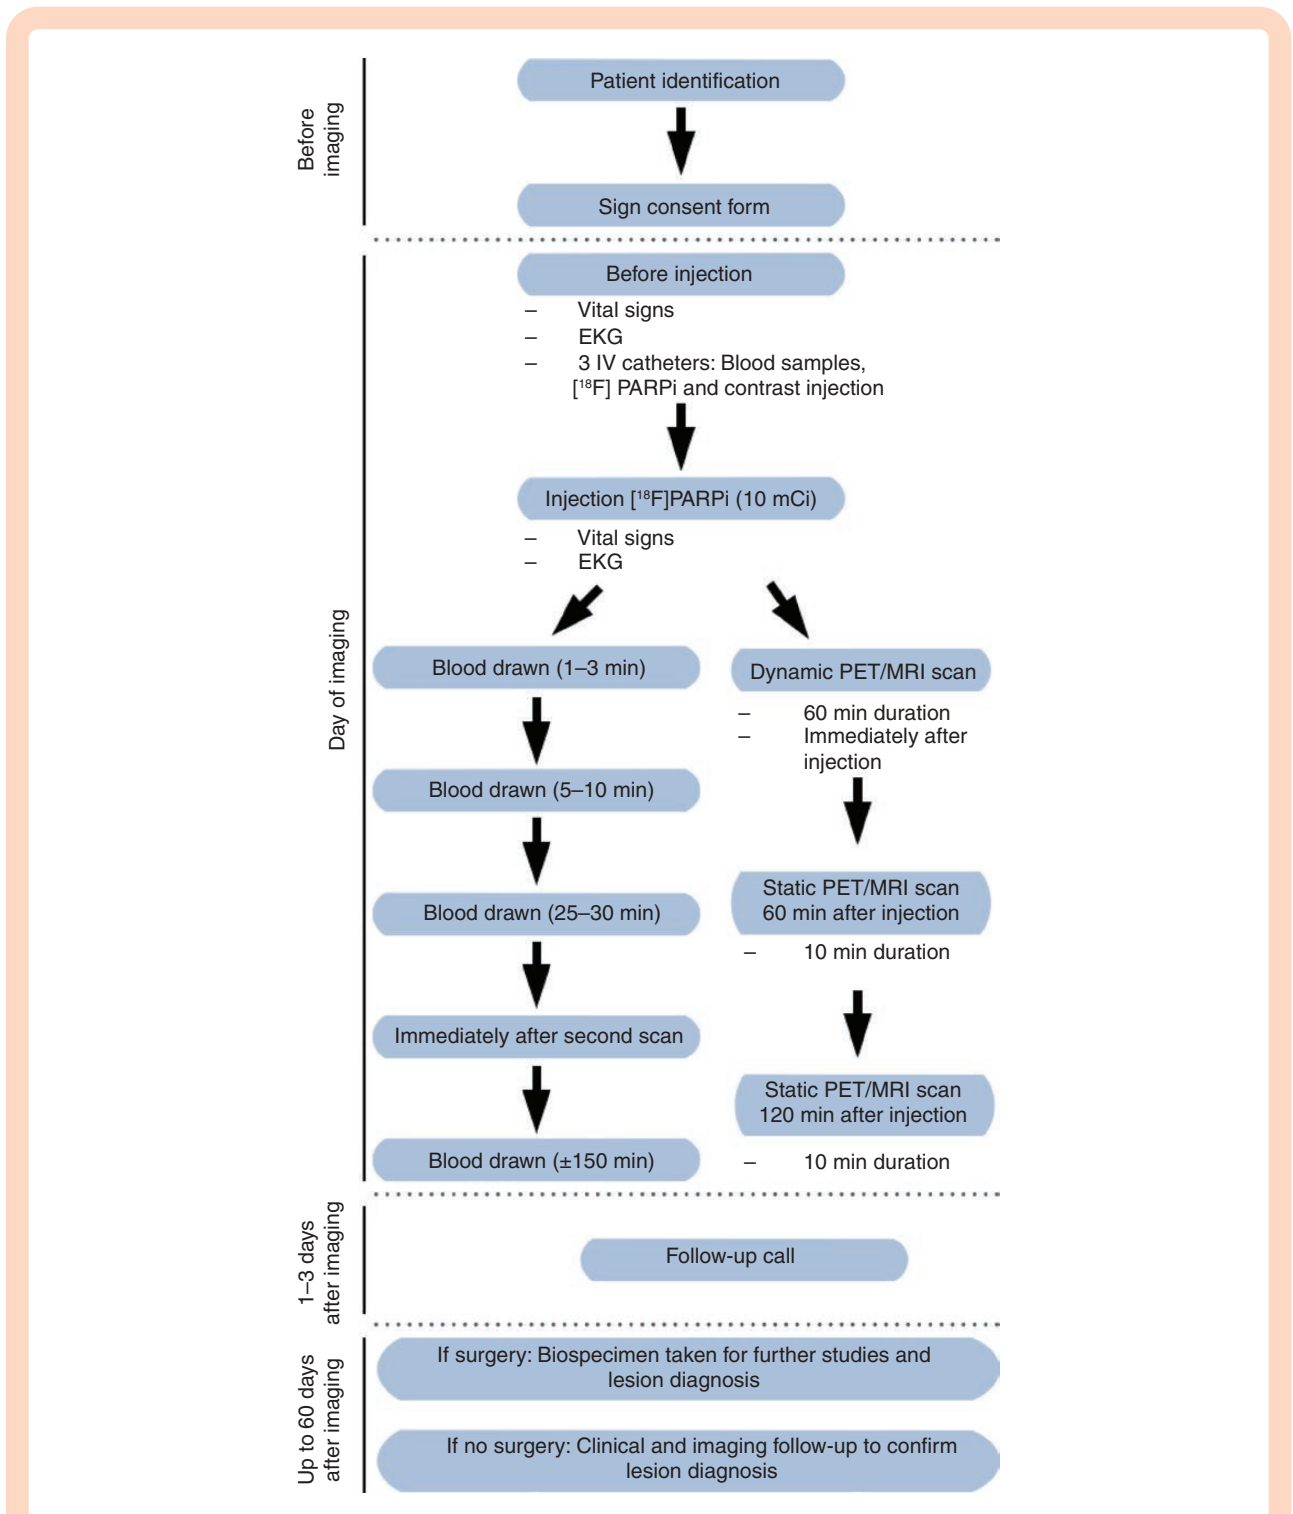 Before
imaging
Patient identification
Sign consent form
Day of imaging
Before injection
– Vital signs
– EKG
– 3 IV catheters: Blood samples,
[¹⁸F] PARPi and contrast injection
Injection [¹⁸F]PARPi (10 mCi)
– Vital signs
– EKG
Blood drawn (1–3 min)
Blood drawn (5–10 min)
Blood drawn (25–30 min)
Immediately after second scan
Blood drawn (±150 min)
Dynamic PET/MRI scan
– 60 min duration
– Immediately after
injection
Static PET/MRI scan
60 min after injection
– 10 min duration
Static PET/MRI scan
120 min after injection
– 10 min duration
1–3 days
after imaging
Follow-up call
Up to 60 days
after imaging
If surgery: Biospecimen taken for further studies and
lesion diagnosis
If no surgery: Clinical and imaging follow-up to confirm
lesion diagnosis